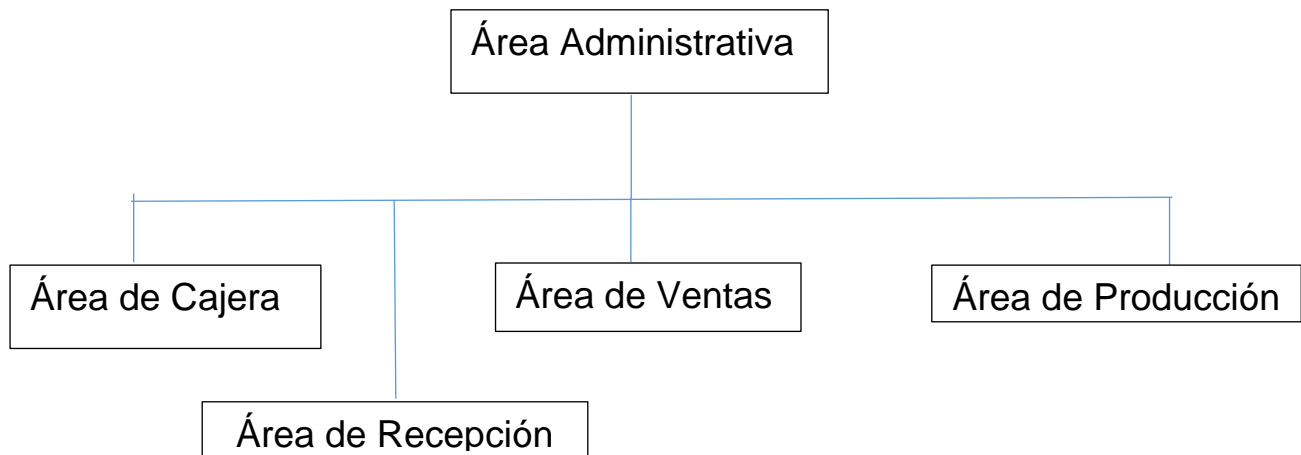 Área Administrativa
Área de Cajera
Área de Ventas
Área de Producción
Área de Recepción